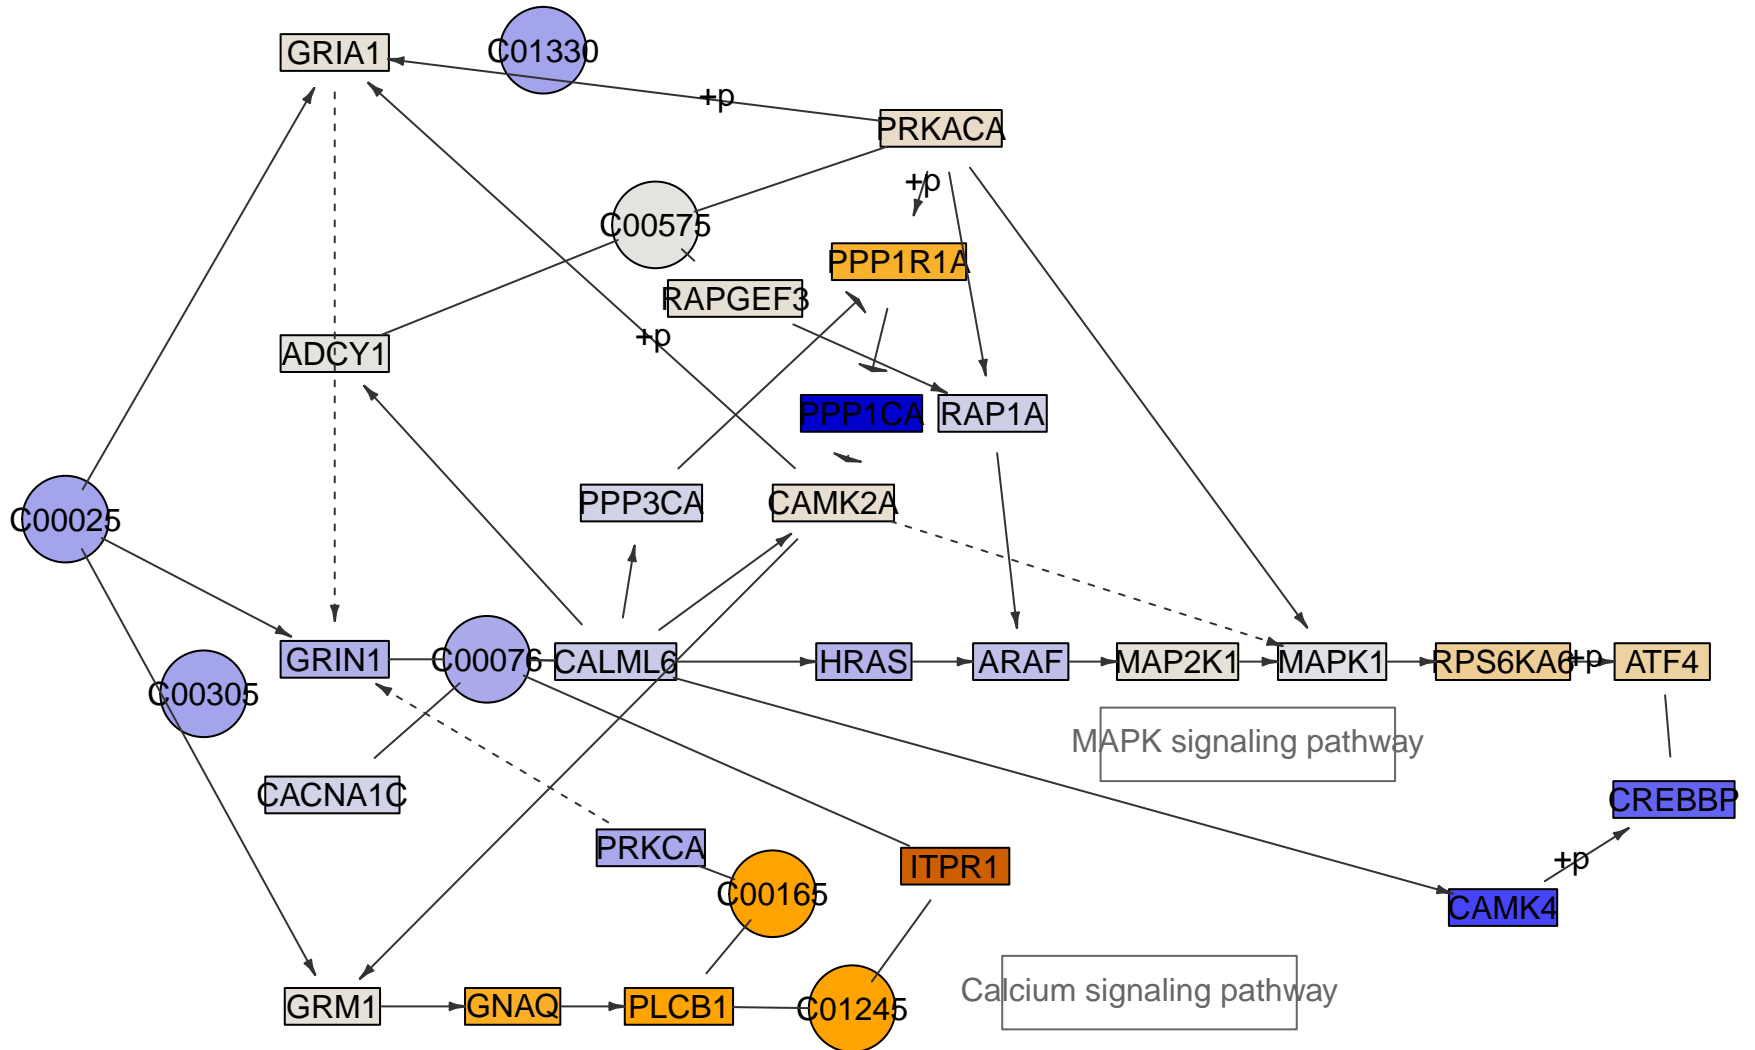 GRIA1
C01330
+p
PRKACA
+p
C00575
PPP1R1A
RAPGEF3
+p
ADCY1
PPP1CA
RAP1A
C00025
PPP3CA
CAMK2A
GRIN1
C00076
CALML6
HRAS
ARAF
MAP2K1
MAPK1
RPS6KA6
+p
ATF4
C00305
MAPK signaling pathway
CACNA1C
CREBBP
PRKCA
ITPR1
+p
C00165
CAMK4
Calcium signaling pathway
GRM1
GNAQ
PLCB1
C01245